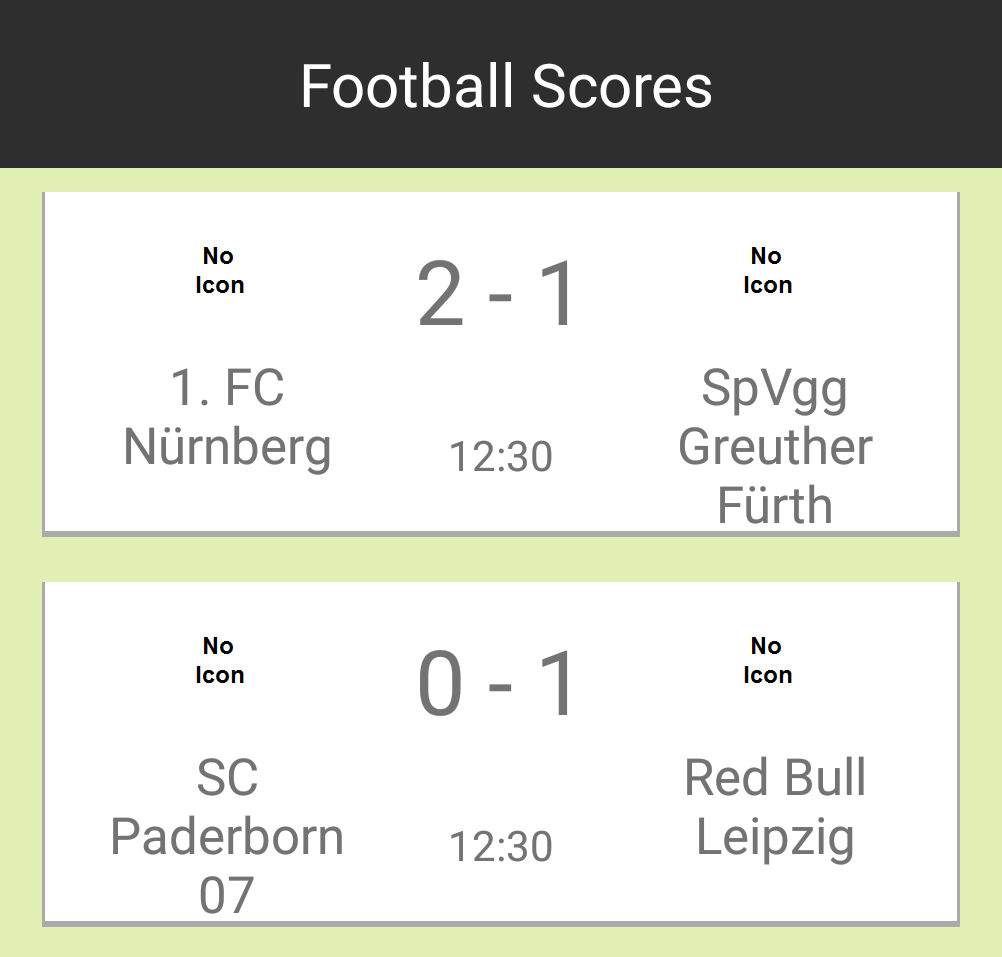 Football Scores
No
Icon
2 - 1
No
Icon
1. FC
Nürnberg
12:30
SpVgg
Greuther
Fürth
No
Icon
0 - 1
No
Icon
SC
Paderborn
07
12:30
Red Bull
Leipzig